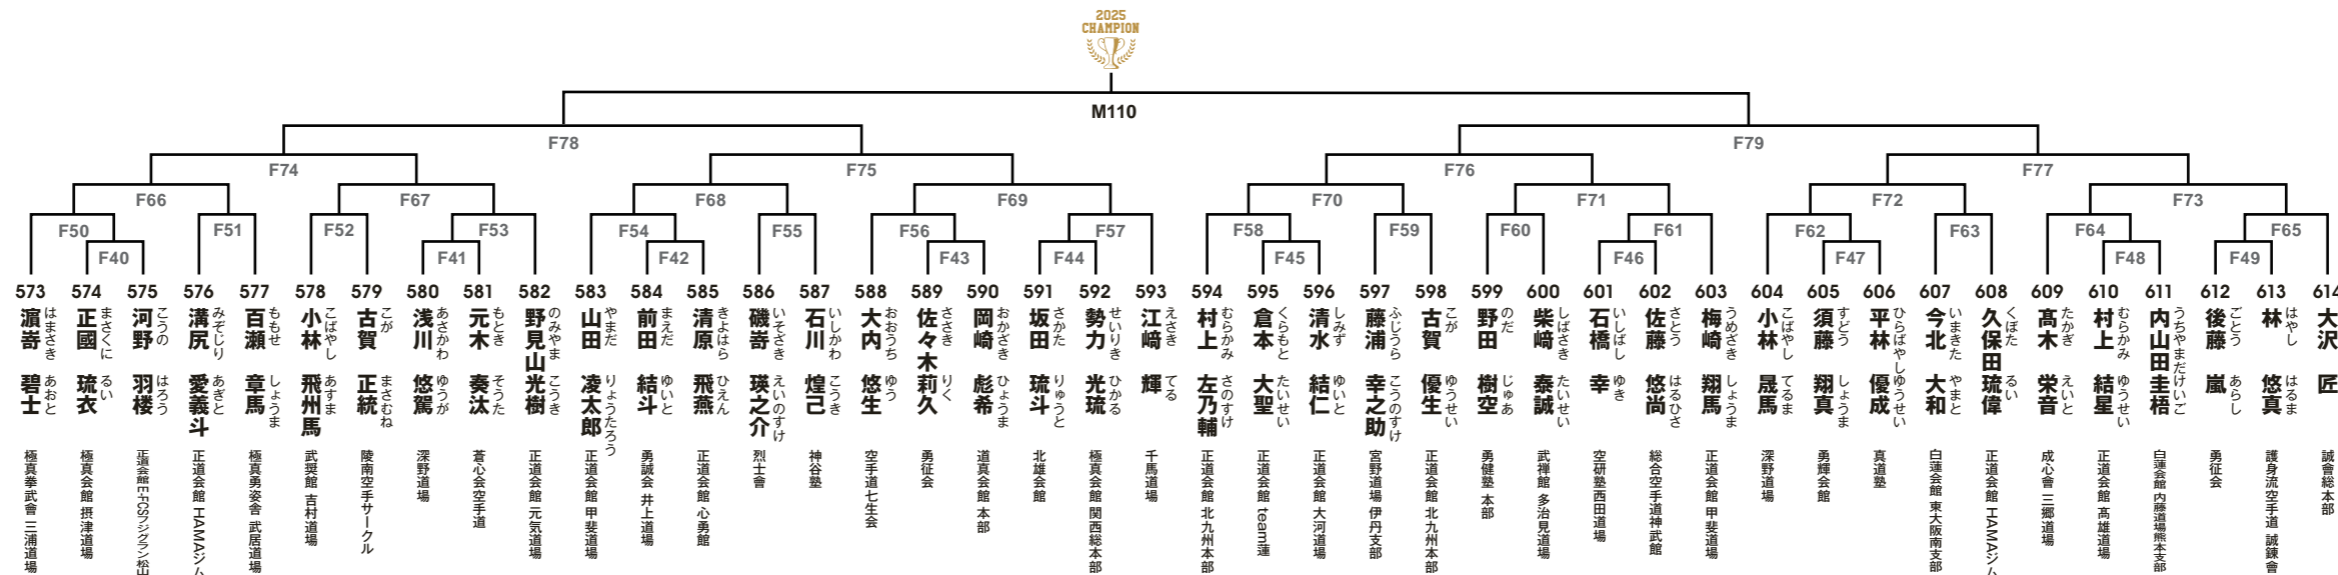 2025
CHAMPION
M110
F78
F79
F74
F75
F76
F77
F66
F67
F68
F69
F70
F71
F72
F73
F50
F51
F52
F53
F54
F55
F56
F57
F58
F59
F60
F61
F62
F63
F64
F65
F40
F41
F42
F43
F44
F45
F46
F47
F48
F49
573
濵嵜 碧士
はまさき あおと
極真拳武會 三浦道場
574
正國 琉衣
まさくに るい
極真会館 摂津道場
575
河野 羽楼
こうの はろう
正道会館E-FCSフジグラン松山
576
溝尻 愛義斗
みぞじり あぎと
正道会館 HAMAジム
577
百瀬 章馬
ももせ しょうま
極真勇姿舎 武居道場
578
小林 飛州馬
こばやし あすま
武奨館 吉村道場
579
古賀 正統
こが まさむね
陵南空手サークル
580
浅川 悠駕
あさかわ ゆうが
深野道場
581
元木 奏汰
もとき そうた
蒼心会空手道
582
野見山 光樹
のみやま こうき
正道会館 元気道場
583
山田 凌太郎
やまだ りょうたろう
正道会館 甲斐道場
584
前田 結斗
まえだ ゆいと
勇誠会 井上道場
585
清原 飛燕
きよはら ひえん
正道会館 心勇館
586
磯嵜 瑛之介
いそざき えいのすけ
烈士會
587
石川 煌己
いしかわ こうき
神谷塾
588
大内 悠生
おおうち ゆう
空手道七生会
589
佐々木 莉久
ささき りく
勇征会
590
岡崎 彪希
おかざき ひょうま
道真会館 本部
591
坂田 琉斗
さかた りゅうと
北雄会館
592
勢力 光琉
せいりき ひかる
極真会館 関西総本部
593
江﨑 輝
えさき てる
千馬道場
594
村上 左乃輔
むらかみ さのすけ
正道会館 北九州本部
595
倉本 大聖
くらもと たいせい
正道会館 team蓮
596
清水 結仁
しみず ゆいと
正道会館 大河道場
597
藤浦 幸之助
ふじうら こうのすけ
宮野道場 伊丹支部
598
古賀 優生
こが ゆうせい
正道会館 北九州本部
599
野田 樹空
のだ じゅあ
勇健塾 本部
600
柴﨑 泰誠
しばざき たいせい
武禅館 多治見道場
601
石橋 幸
いしばし ゆき
空研塾西田道場
602
佐藤 悠尚
さとう はるひさ
総合空手道神武館
603
梅崎 翔馬
うめざき しょうま
正道会館 甲斐道場
604
小林 晟馬
こばやし てるま
深野道場
605
須藤 翔真
すどう しょうま
勇輝会館
606
平林 優成
ひらばやし ゆうせい
真道塾
607
今北 大和
いまきた やまと
白蓮会館 東大阪南支部
608
久保田 琉偉
くぼた るい
正道会館 HAMAジム
609
髙木 栄音
たかぎ えいと
成心會 三郷道場
610
村上 結星
むらかみ ゆうせい
正道会館 髙雄道場
611
内山田 圭梧
うちやまだ けいご
白蓮会館 内藤道場熊本支部
612
後藤 嵐
ごとう あらし
勇征会
613
林 悠真
はやし はるま
護身流空手道 誠錬會
614
大沢 匠
誠會総本部